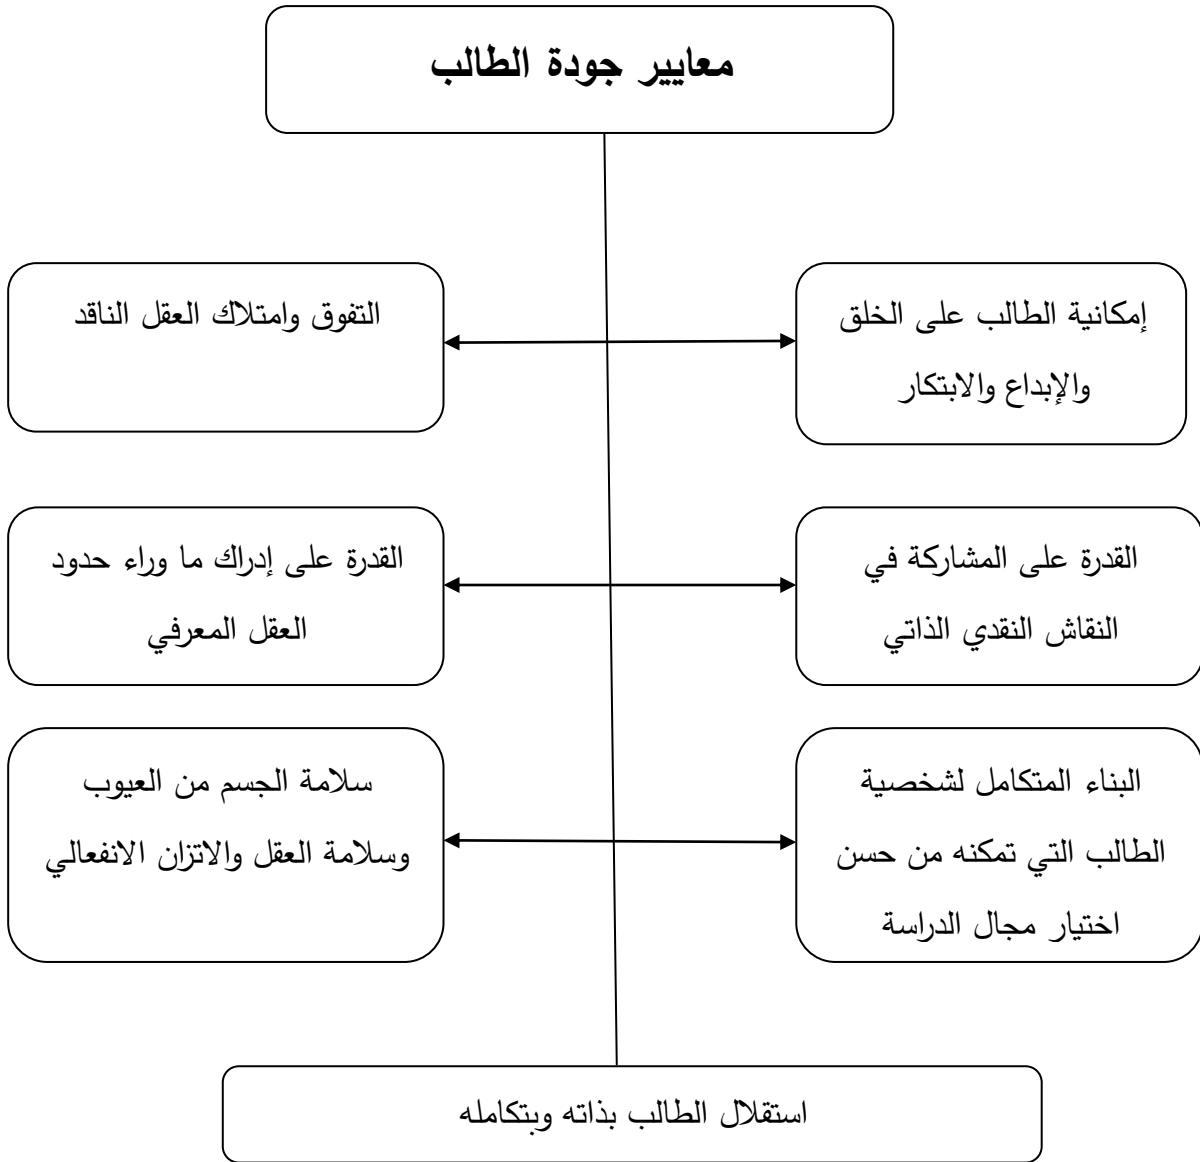 معايير جودة الطالب
إمكانية الطالب على الخلق
والإبداع والابتكار
التفوق وامتلاك العقل الناقد
القدرة على المشاركة في
النقاش النقدي الذاتي
القدرة على إدراك ما وراء حدود
العقل المعرفي
البناء المتكامل لشخصية
الطالب التي تمكنه من حسن
اختيار مجال الدراسة
سلامة الجسم من العيوب
وسلامة العقل والاتزان الانفعالي
استقلال الطالب بذاته وبتكامله